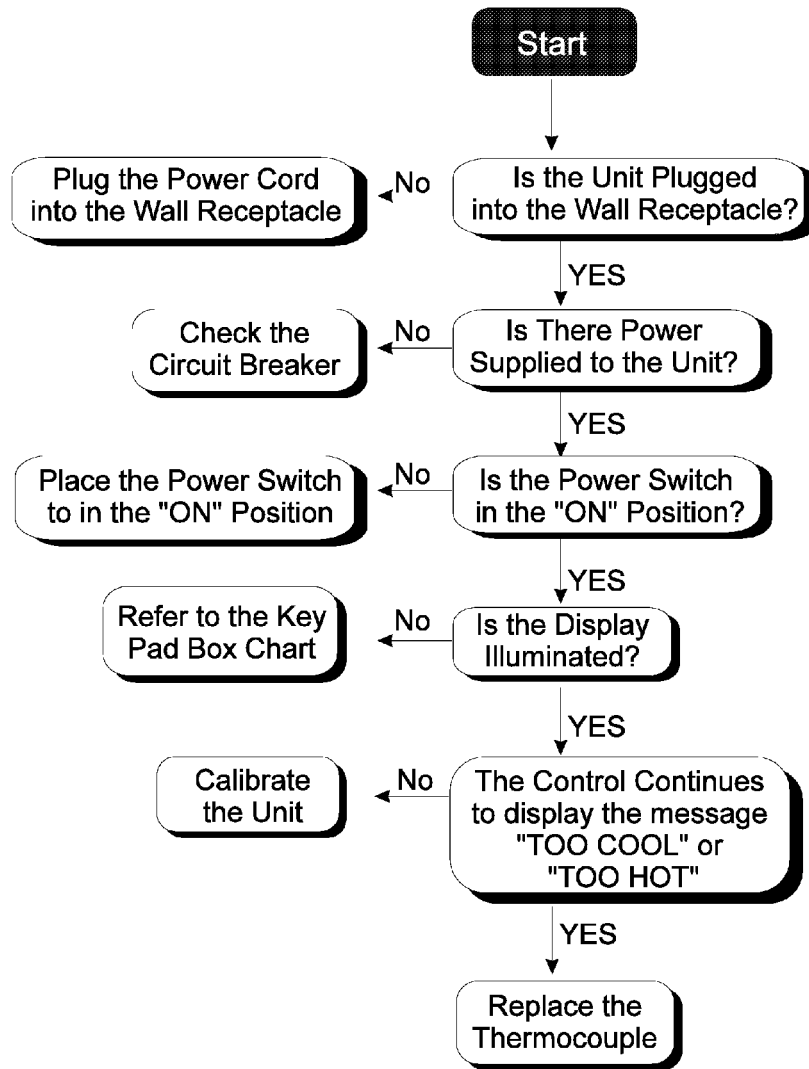 Start
Plug the Power Cord
into the Wall Receptacle
No
Is the Unit Plugged
into the Wall Receptacle?
YES
Check the
Circuit Breaker
No
Is There Power
Supplied to the Unit?
YES
Place the Power Switch
to in the "ON" Position
No
Is the Power Switch
in the "ON" Position?
YES
Refer to the Key
Pad Box Chart
No
Is the Display
Illuminated?
YES
Calibrate
the Unit
No
The Control Continues
to display the message
"TOO COOL" or
"TOO HOT"
YES
Replace the
Thermocouple